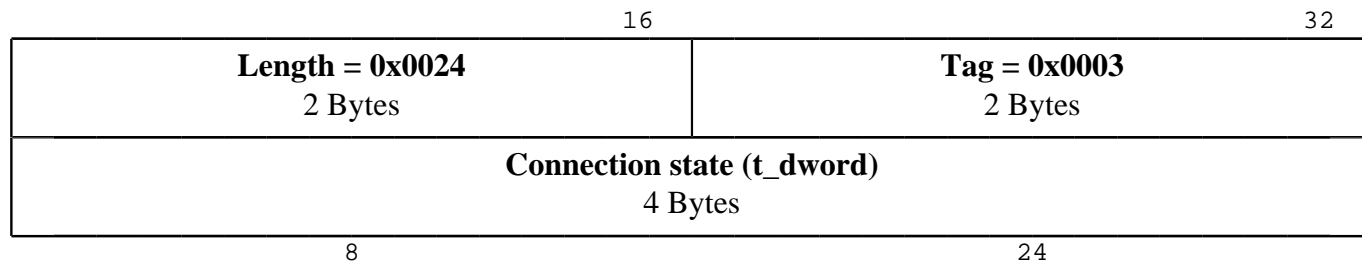 16 32
Length = 0x0024 Tag = 0x0003
2 Bytes 2 Bytes
Connection state (t_dword)
4 Bytes
8 24